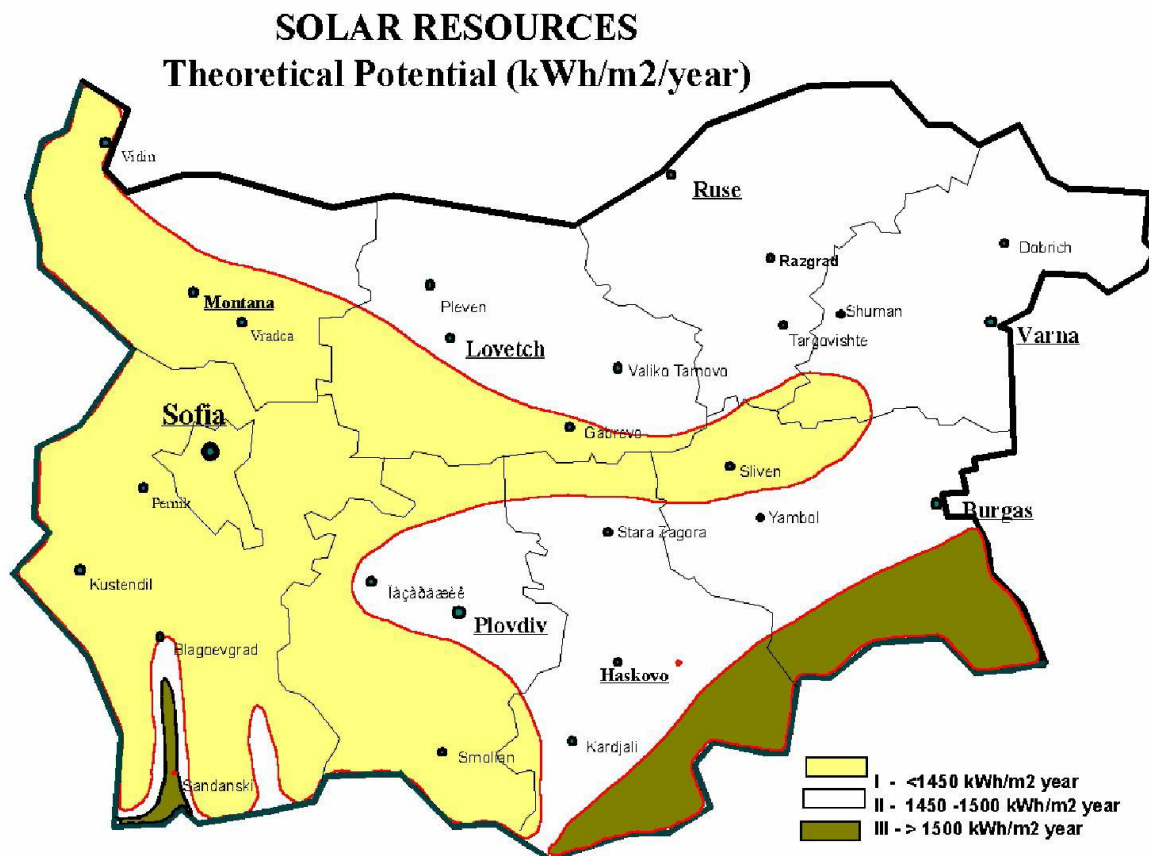 SOLAR RESOURCES
Theoretical Potential (kWh/m2/year)
Vidin
Ruse
Dobrich
Razgrad
Montana
Pleven
Shuman
Vradca
Lovetch
Targovishte
Varna
Valiko Tarnovo
Sofia
Gabrevo
Sliven
Pernik
Burgas
Yambol
Stara Zagora
Kustendil
Ïàçàðäæèê
Plovdiv
Blagoevgrad
Haskovo
Kardjali
Smolian
Sandanski
I - <1450 kWh/m2 year
II - 1450 -1500 kWh/m2 year
III - > 1500 kWh/m2 year